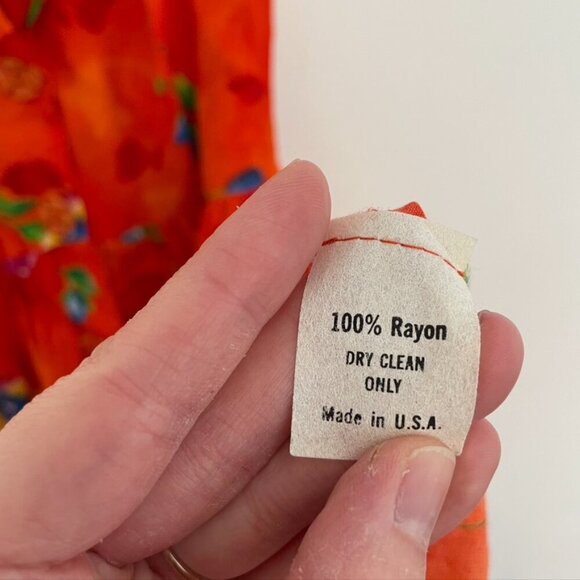 100% Rayon
DRY CLEAN
ONLY
Made in U.S.A.